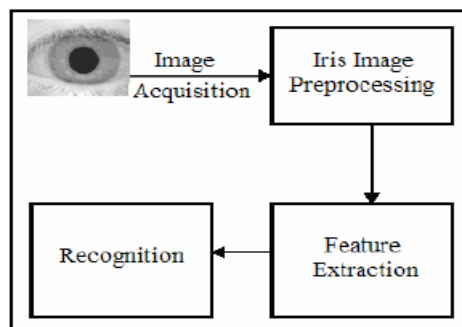 Image
Acquisition
Iris Image
Preprocessing
Feature
Extraction
Recognition